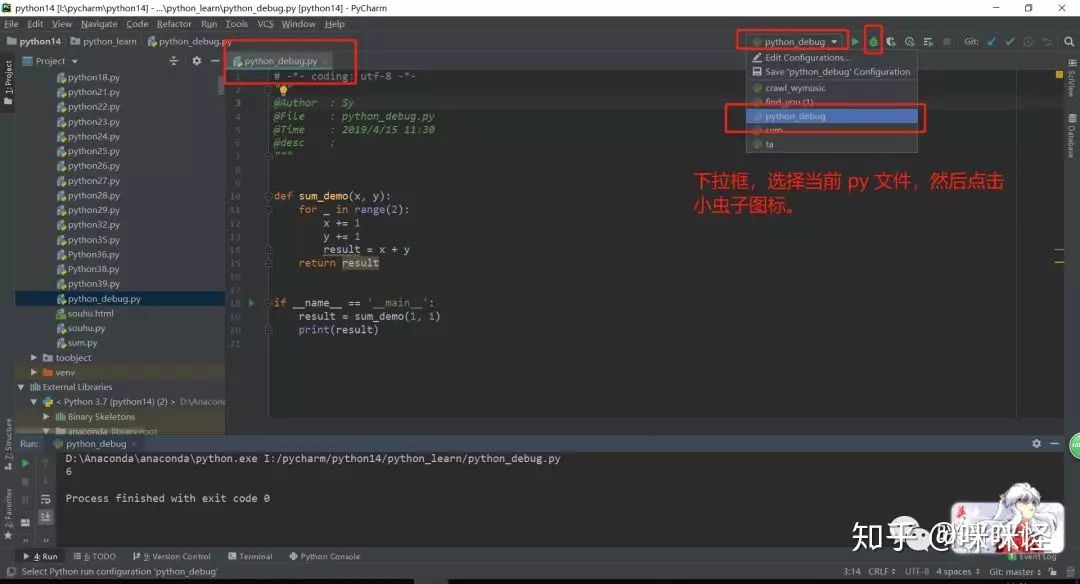 python14 [I:\pycharm\python14] - ...\python_learn\python_debug.py [python14] - PyCharm
File Edit View Navigate Code Refactor Run Tools VCS Window Help
python14 python_learn python_debug.py
python_debug
Git:
Project
python_debug.py
Edit Configurations...
Save 'python_debug' Configuration
crawl_wymusic
find_you (1)
python_debug
sum
ta
1: Project
SciView
Database
python18.py
python21.py
python22.py
python23.py
python24.py
python25.py
python26.py
python27.py
python28.py
python29.py
python32.py
python35.py
Python36.py
Python38.py
python39.py
python_debug.py
souhu.html
souhu.py
sum.py
toobject
venv
External Libraries
< Python 3.7 (python14) (2) > D:\Anacond
Binary Skeletons
anaconda library root
1 # -*- coding: utf-8 -*-
2 """
3 @Author : Sy
4 @File : python_debug.py
5 @Time : 2019/4/15 11:30
6 @desc :
7 """
8
9
10 def sum_demo(x, y):
11 for _ in range(2):
12 x += 1
13 y += 1
14 result = x + y
15 return result
16
17
18 if __name__ == '__main__':
19 result = sum_demo(1, 1)
20 print(result)
21
下拉框，选择当前 py 文件，然后点击
小虫子图标。
Z: Structure
2: Favorites
Run: python_debug
D:\Anaconda\anaconda\python.exe I:/pycharm/python14/python_learn/python_debug.py
6
Process finished with exit code 0
英
知乎 @咪咪怪
4: Run 6: TODO 9: Version Control Terminal Python Console Event Log
Select Python run configuration 'python_debug'
3:14 CRLF UTF-8 4 spaces Git: master